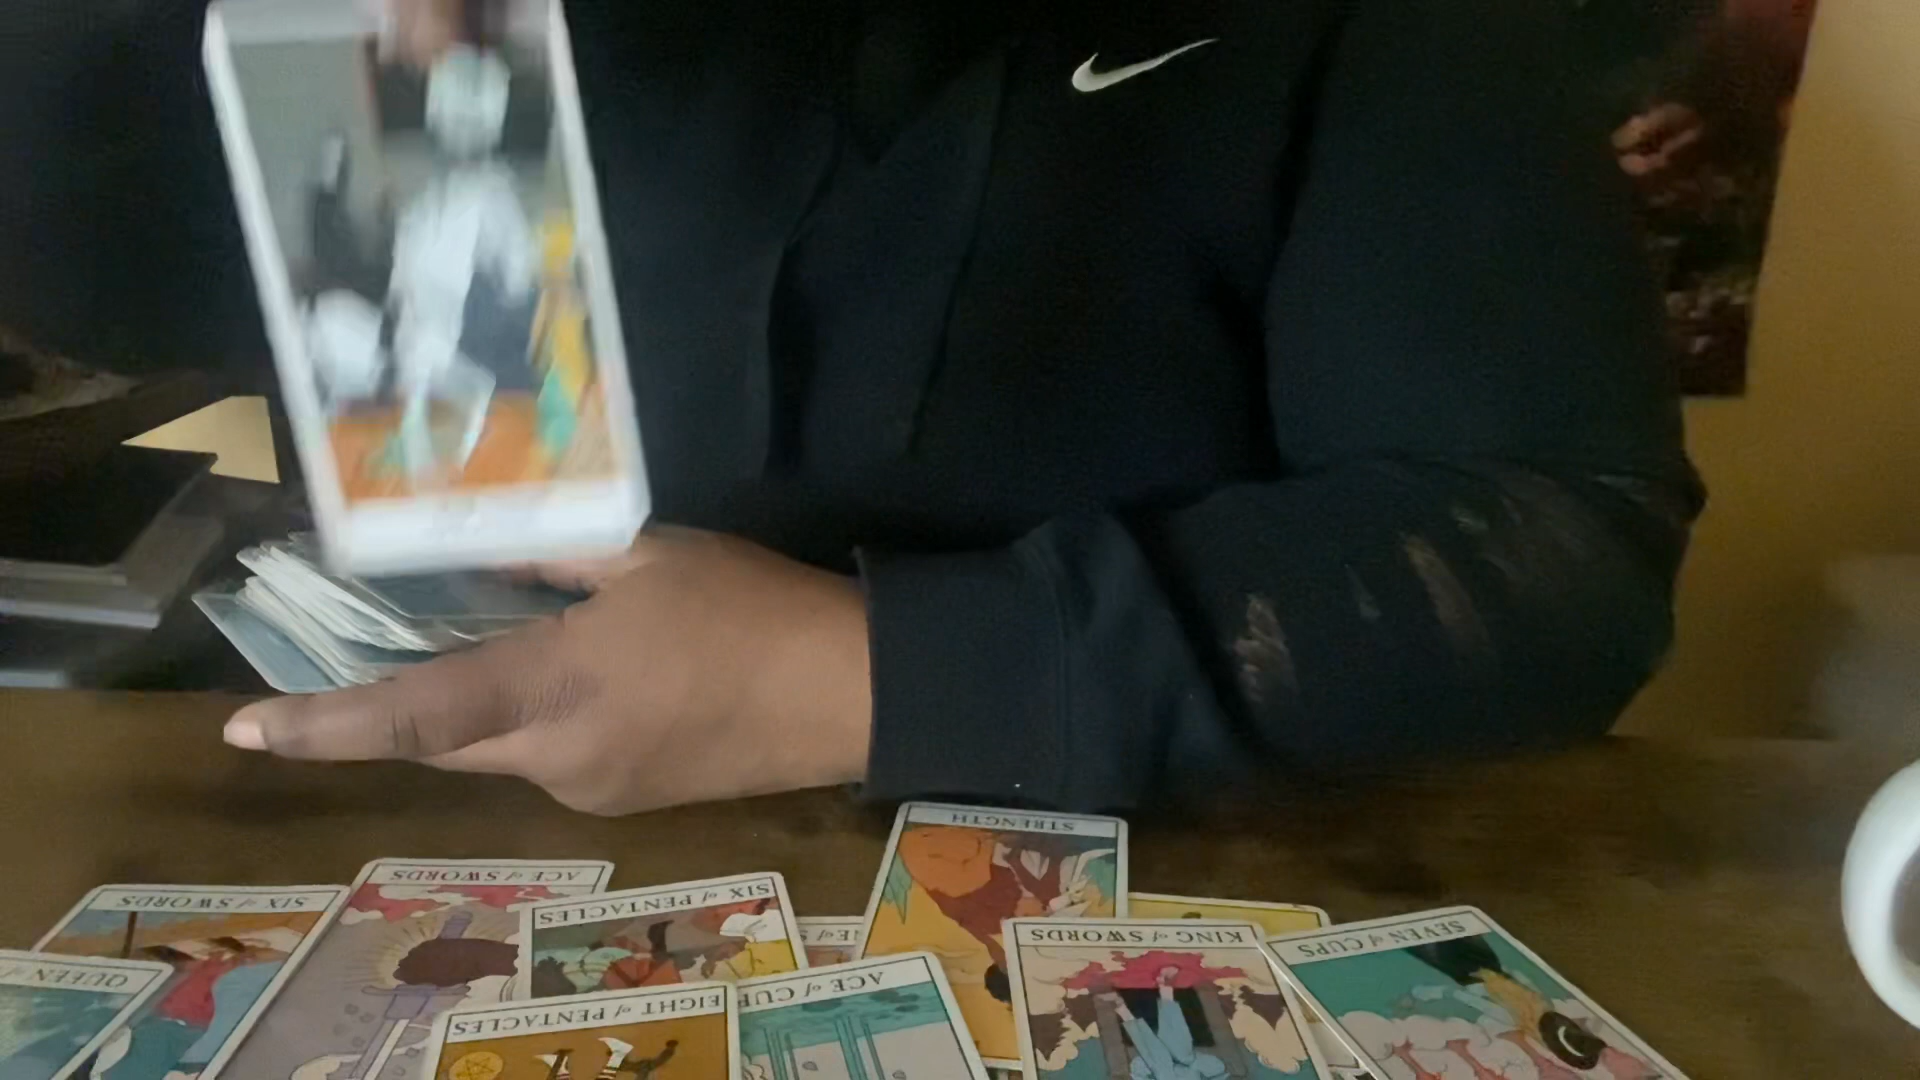 STRENGTH
ACE of SWORDS
SIX of SWORDS
SIX of PENTACLES
QUEEN
KING of SWORDS
SEVEN of CUPS
ACE of CUP
EIGHT of PENTACLES